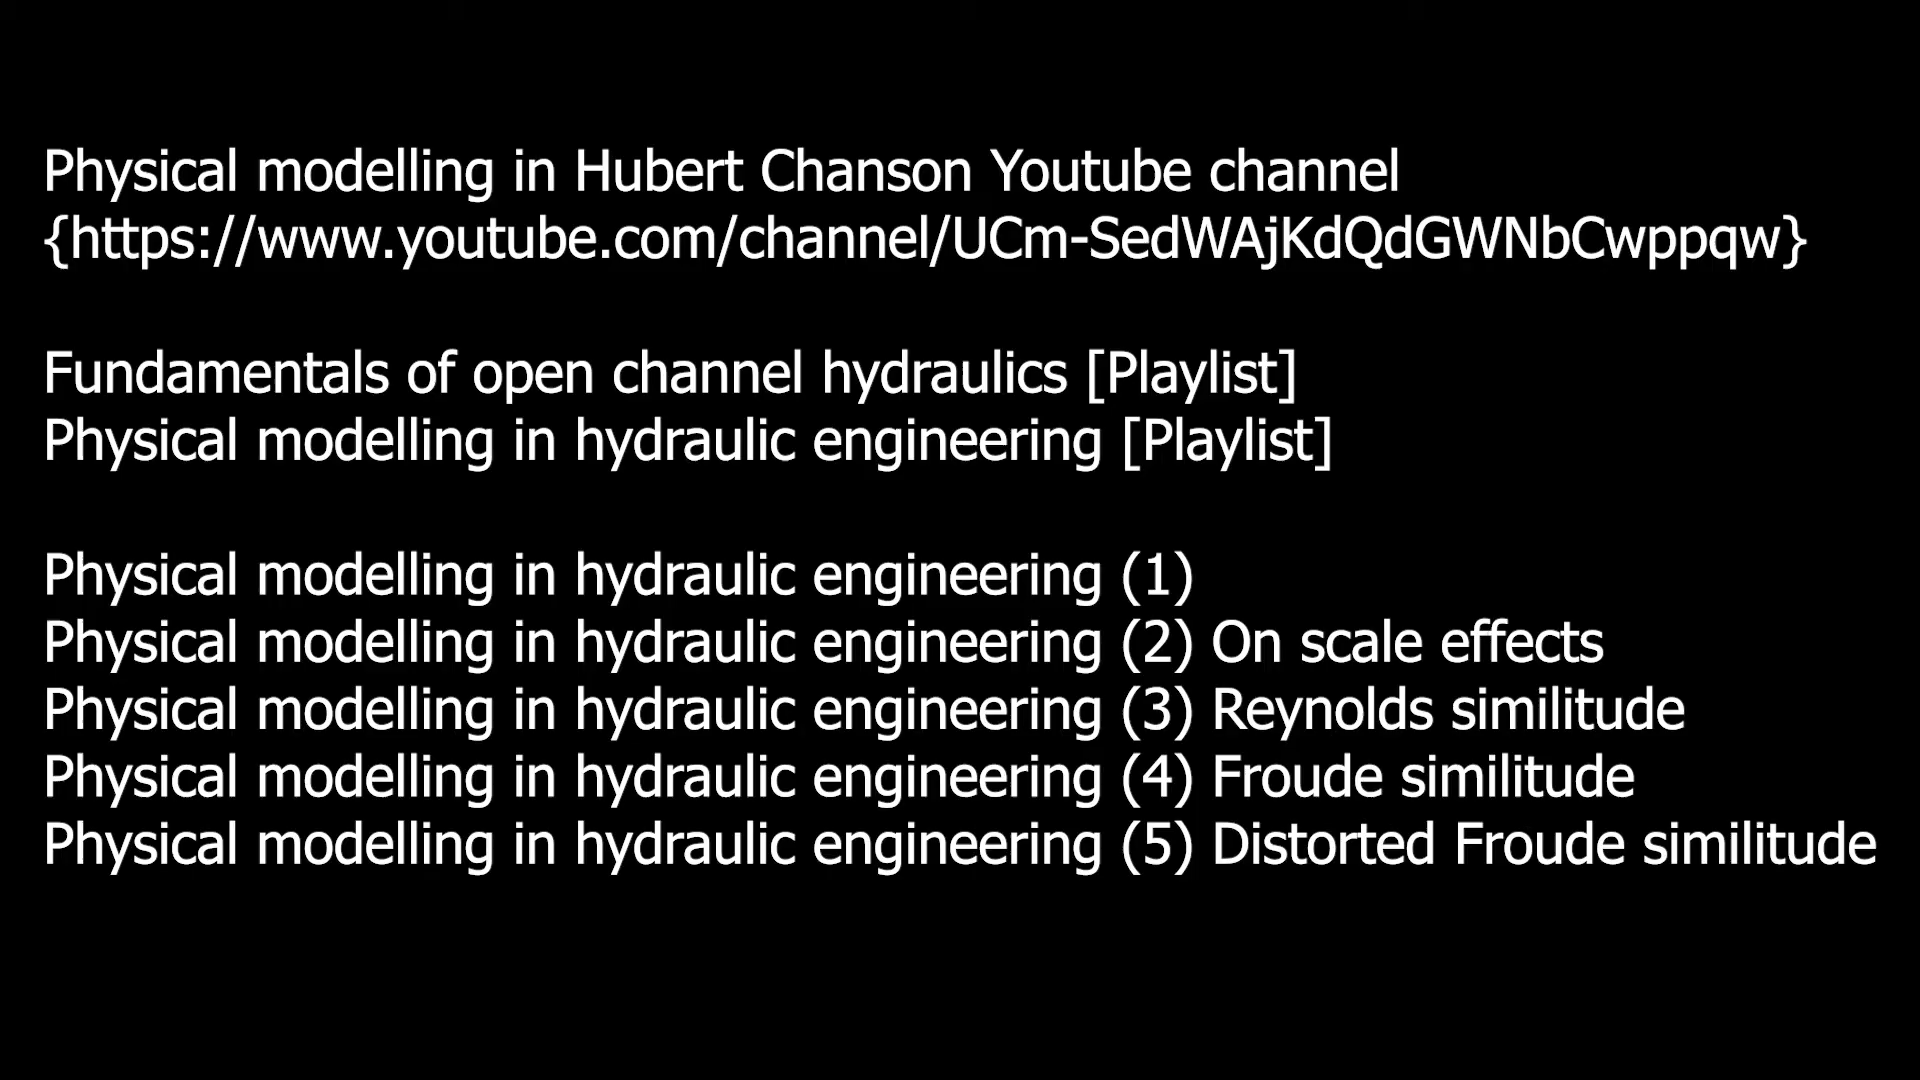 Physical modelling in Hubert Chanson Youtube channel
{https://www.youtube.com/channel/UCm-SedWAjKdQdGWNbCwppqw}
Fundamentals of open channel hydraulics [Playlist]
Physical modelling in hydraulic engineering [Playlist]
Physical modelling in hydraulic engineering (1)
Physical modelling in hydraulic engineering (2) On scale effects
Physical modelling in hydraulic engineering (3) Reynolds similitude
Physical modelling in hydraulic engineering (4) Froude similitude
Physical modelling in hydraulic engineering (5) Distorted Froude similitude